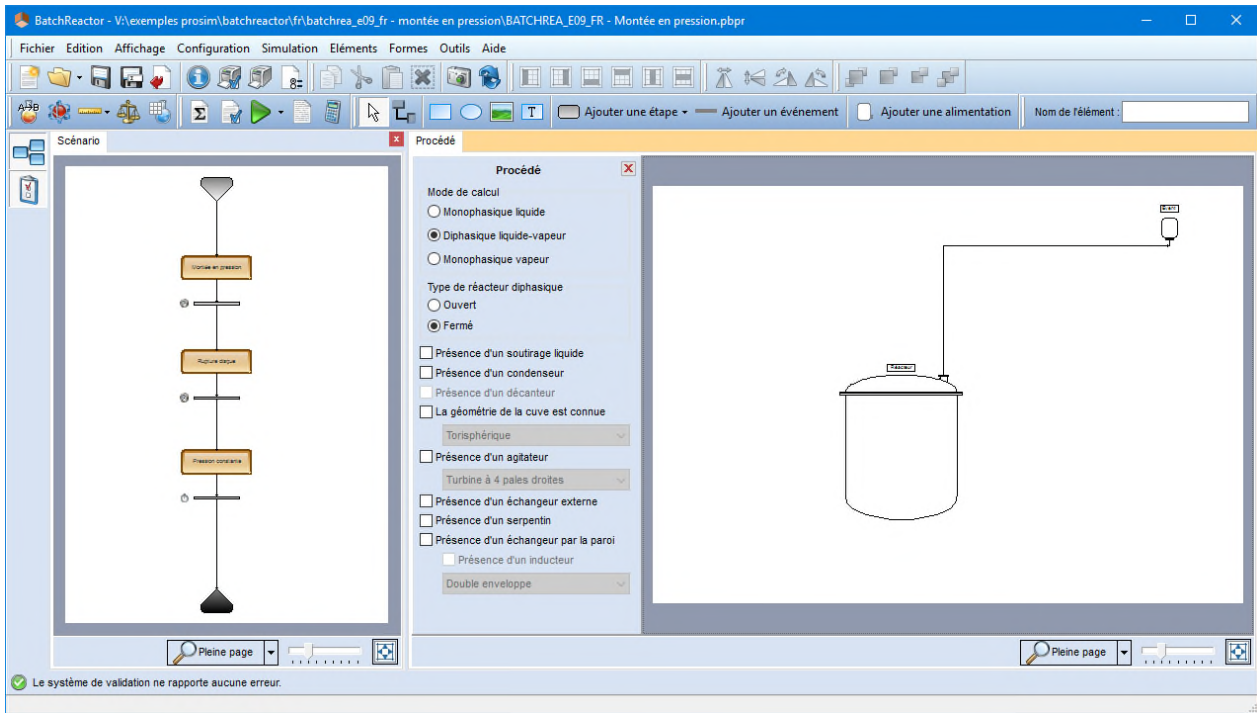 BatchReactor - V:\exemples prosim\batchreactor\fr\batchrea_e09_fr - montée en pression\BATCHREA_E09_FR - Montée en pression.pbpr
Fichier Edition Affichage Configuration Simulation Eléments Formes Outils Aide
Ajouter une étape Ajouter un événement Ajouter une alimentation Nom de l'élément :
Scénario
Montée en pression
Rupture disque
Pression constante
Pleine page
Procédé
Procédé
Mode de calcul
Monophasique liquide
Diphasique liquide-vapeur
Monophasique vapeur
Type de réacteur diphasique
Ouvert
Fermé
Présence d'un soutirage liquide
Présence d'un condenseur
Présence d'un décanteur
La géométrie de la cuve est connue
Torisphérique
Présence d'un agitateur
Turbine à 4 pales droites
Présence d'un échangeur externe
Présence d'un serpentin
Présence d'un échangeur par la paroi
Présence d'un inducteur
Double enveloppe
Event
Réacteur
Pleine page
Le système de validation ne rapporte aucune erreur.